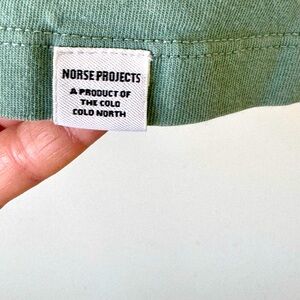 NORSE PROJECTS
A PRODUCT OF
THE COLD
COLD NORTH